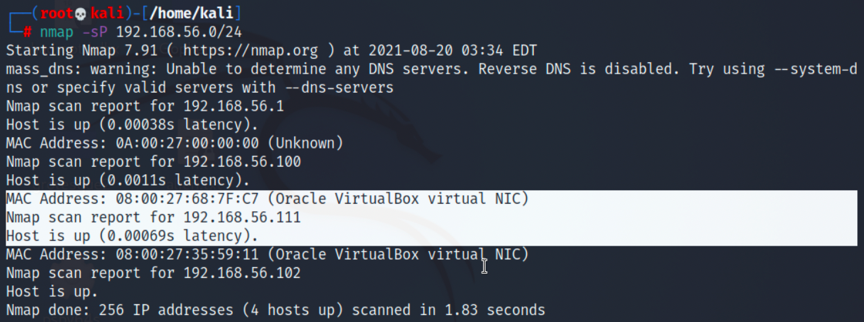 ┌──(root💀kali)-[/home/kali]
└─# nmap -sP 192.168.56.0/24
Starting Nmap 7.91 ( https://nmap.org ) at 2021-08-20 03:34 EDT
mass_dns: warning: Unable to determine any DNS servers. Reverse DNS is disabled. Try using --system-d
ns or specify valid servers with --dns-servers
Nmap scan report for 192.168.56.1
Host is up (0.00038s latency).
MAC Address: 0A:00:27:00:00:00 (Unknown)
Nmap scan report for 192.168.56.100
Host is up (0.0011s latency).
MAC Address: 08:00:27:68:7F:C7 (Oracle VirtualBox virtual NIC)
Nmap scan report for 192.168.56.111
Host is up (0.00069s latency).
MAC Address: 08:00:27:35:59:11 (Oracle VirtualBox virtual NIC)
Nmap scan report for 192.168.56.102
Host is up.
Nmap done: 256 IP addresses (4 hosts up) scanned in 1.83 seconds